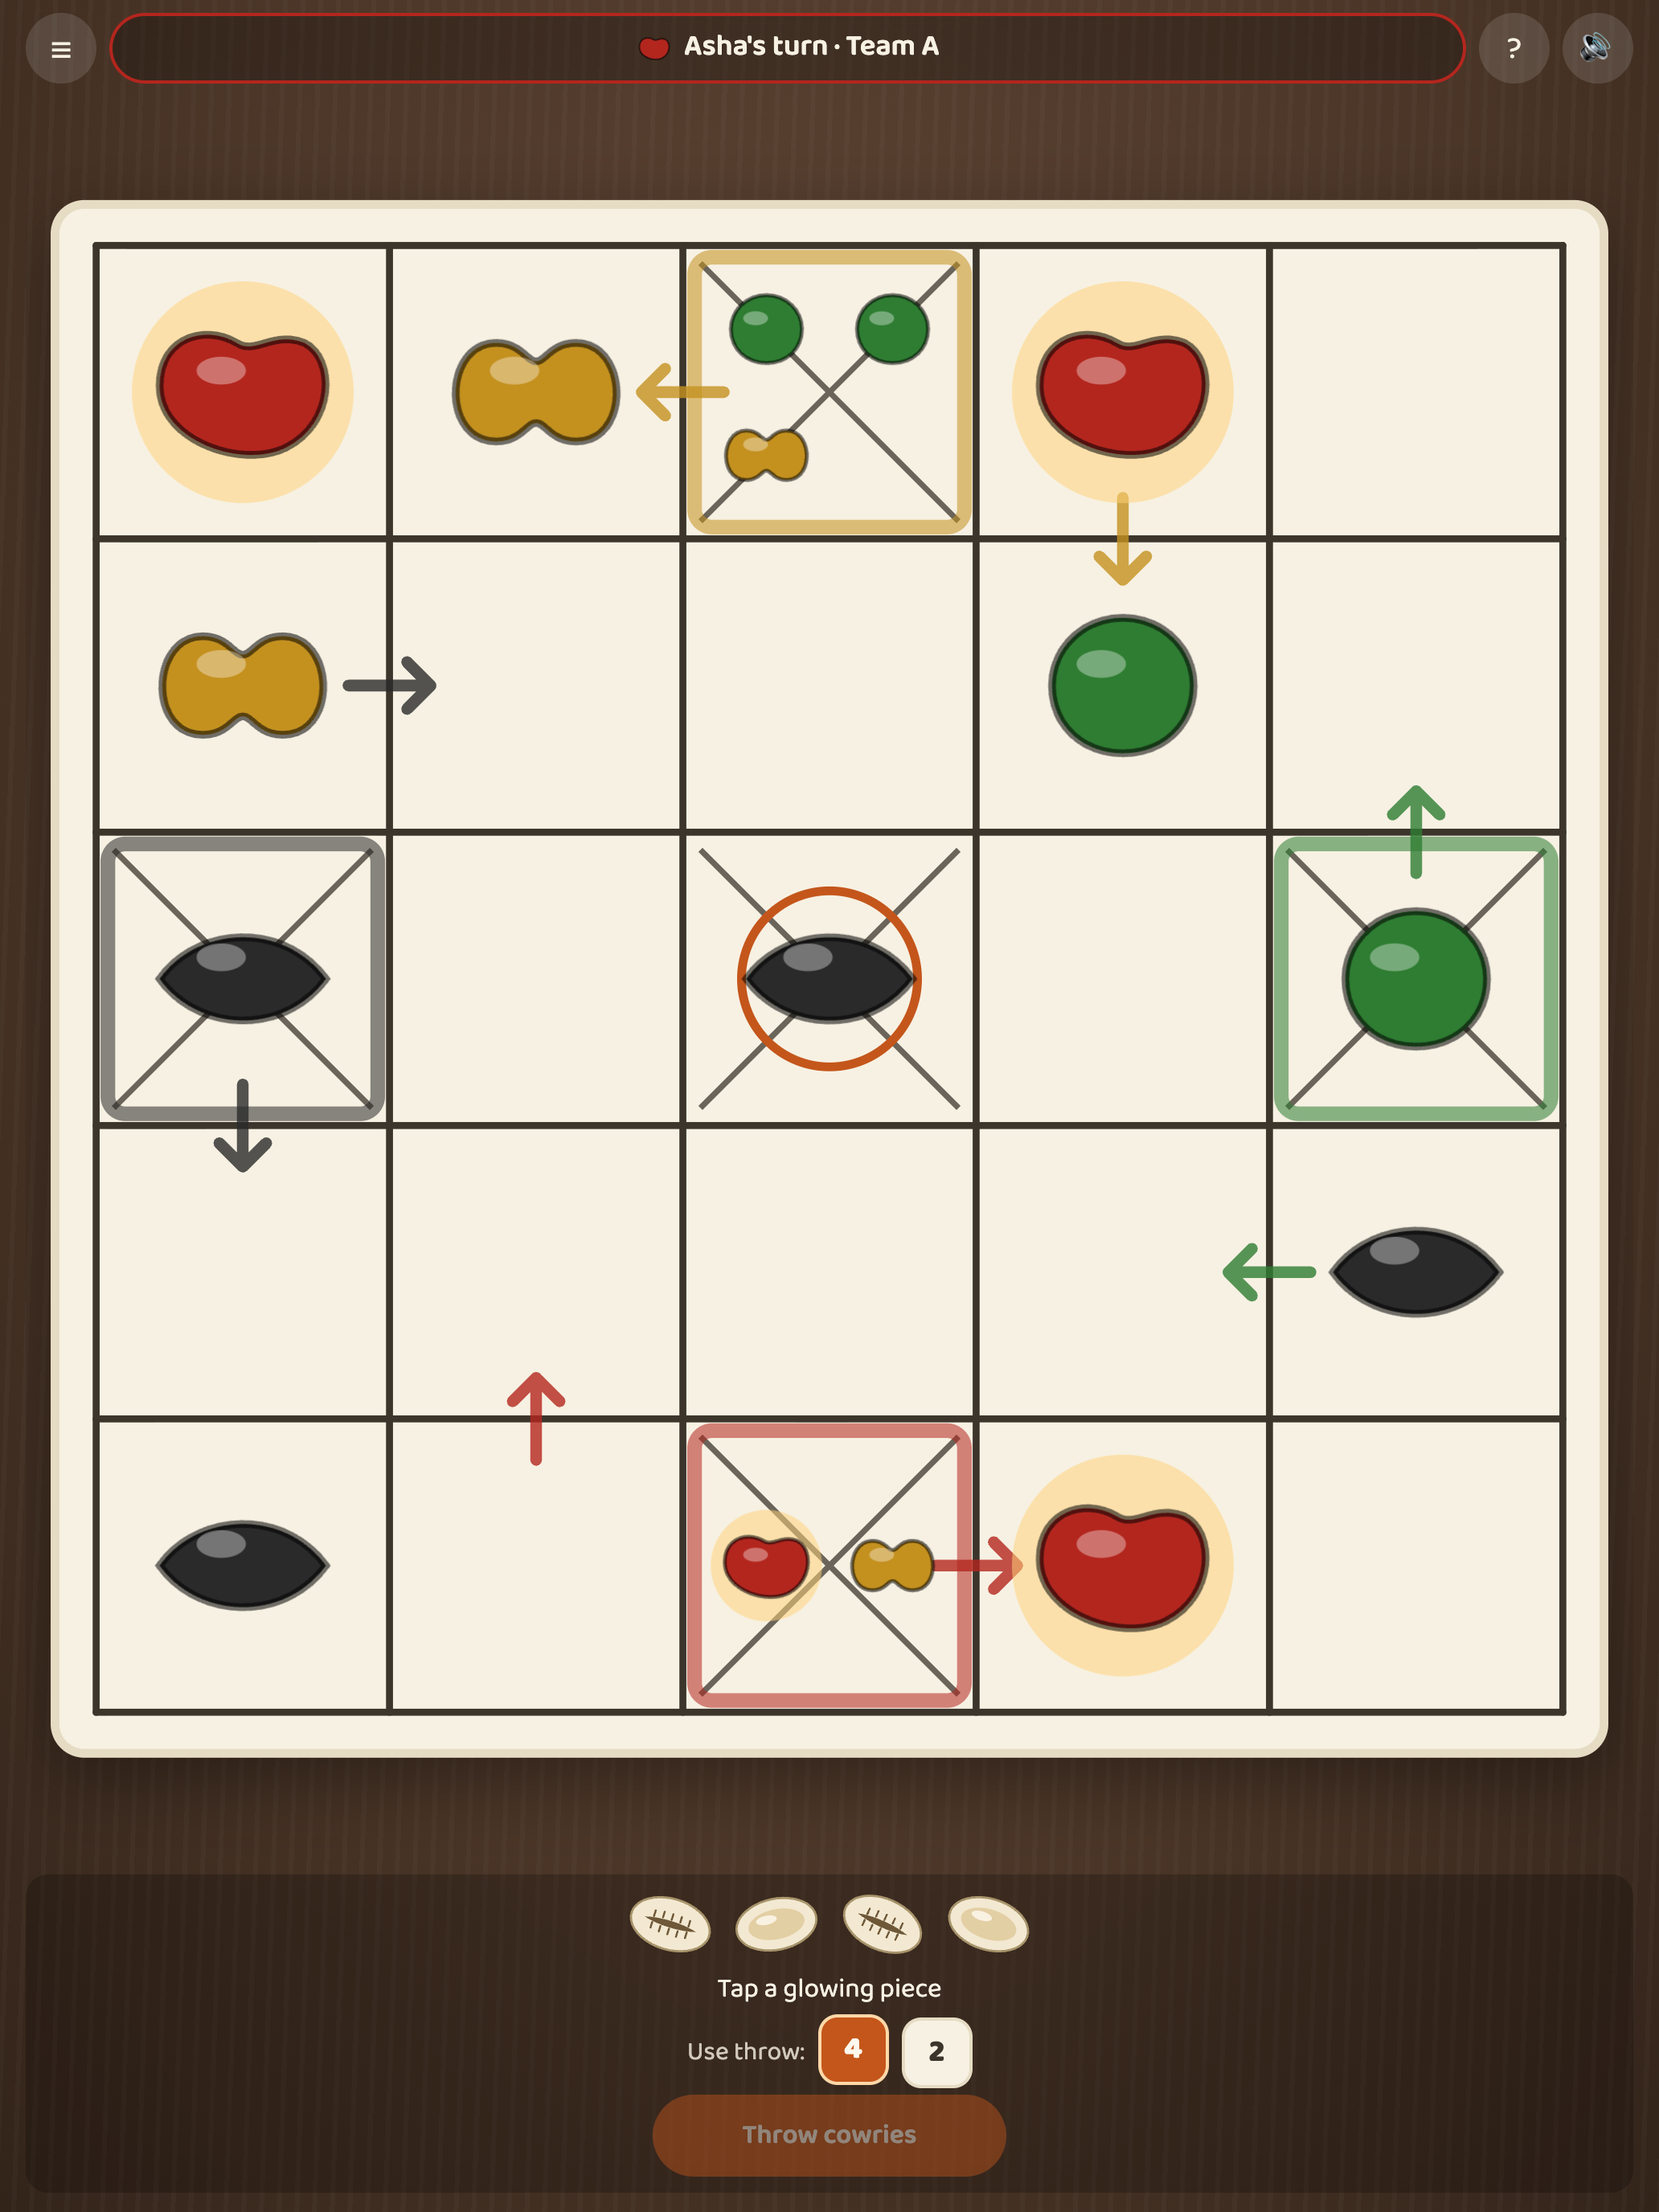 Asha's turn · Team A
?
Tap a glowing piece
Use throw: 4 2
Throw cowries